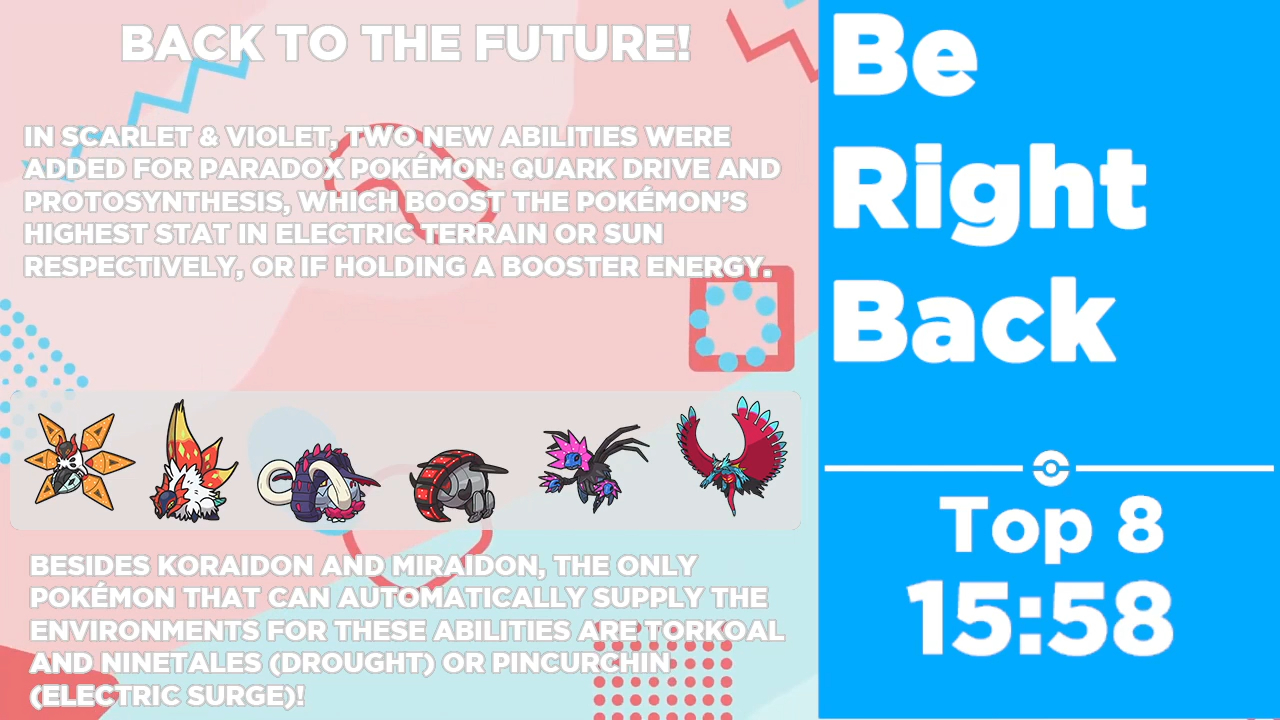 BACK TO THE FUTURE!
IN SCARLET & VIOLET, TWO NEW ABILITIES WERE
ADDED FOR PARADOX POKÉMON: QUARK DRIVE AND
PROTOSYNTHESIS, WHICH BOOST THE POKÉMON'S
HIGHEST STAT IN ELECTRIC TERRAIN OR SUN
RESPECTIVELY, OR IF HOLDING A BOOSTER ENERGY.
BESIDES KORAIDON AND MIRAIDON, THE ONLY
POKÉMON THAT CAN AUTOMATICALLY SUPPLY THE
ENVIRONMENTS FOR THESE ABILITIES ARE TORKOAL
AND NINETALES (DROUGHT) OR PINCURCHIN
(ELECTRIC SURGE)!
Be
Right
Back
Top 8
15:58